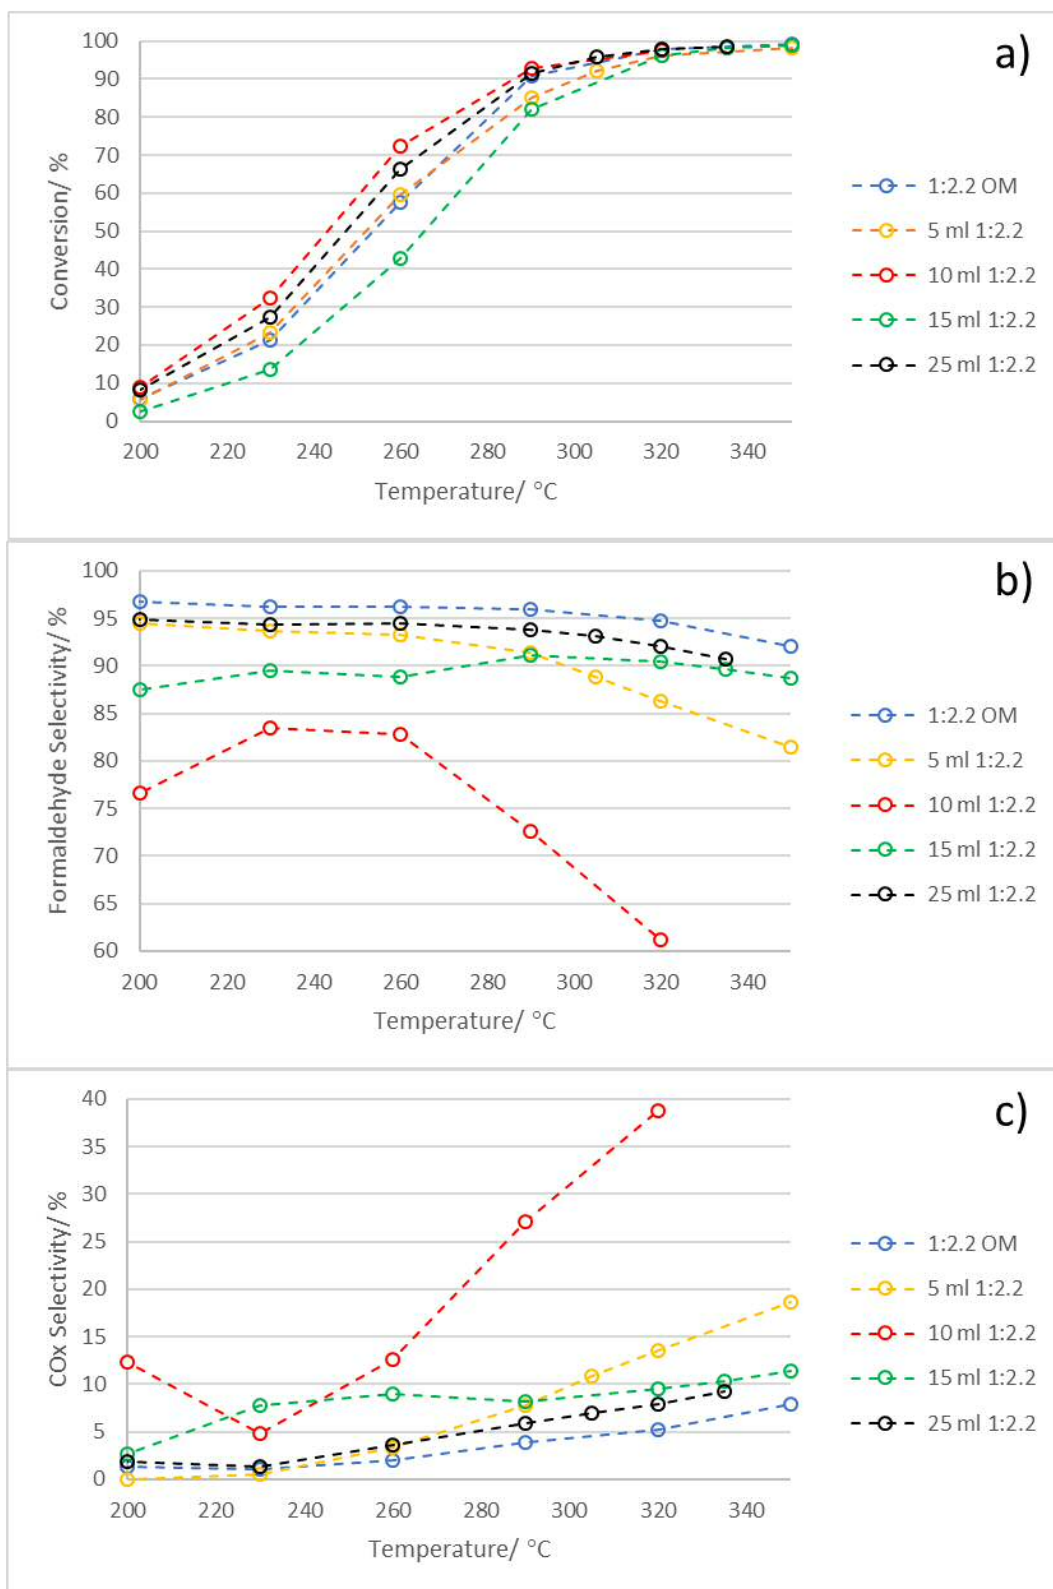 a)
100
90
80
70
60
50
40
30
20
10
0
Conversion/ %
200 220 240 260 280 300 320 340
Temperature/ °C
1:2.2 OM
5 ml 1:2.2
10 ml 1:2.2
15 ml 1:2.2
25 ml 1:2.2
b)
100
95
90
85
80
75
70
65
60
Formaldehyde Selectivity/ %
200 220 240 260 280 300 320 340
Temperature/ °C
1:2.2 OM
5 ml 1:2.2
10 ml 1:2.2
15 ml 1:2.2
25 ml 1:2.2
c)
40
35
30
25
20
15
10
5
0
COx Selectivity/ %
200 220 240 260 280 300 320 340
Temperature/ °C
1:2.2 OM
5 ml 1:2.2
10 ml 1:2.2
15 ml 1:2.2
25 ml 1:2.2